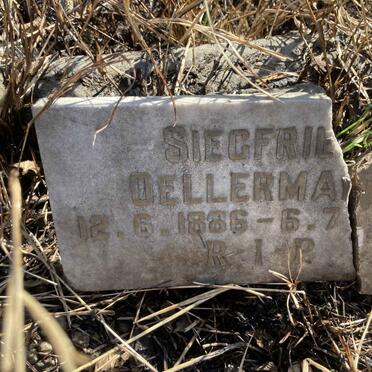 SIEGFRIE
OELLERMA
12.6.1886-6.7
R.I.P.